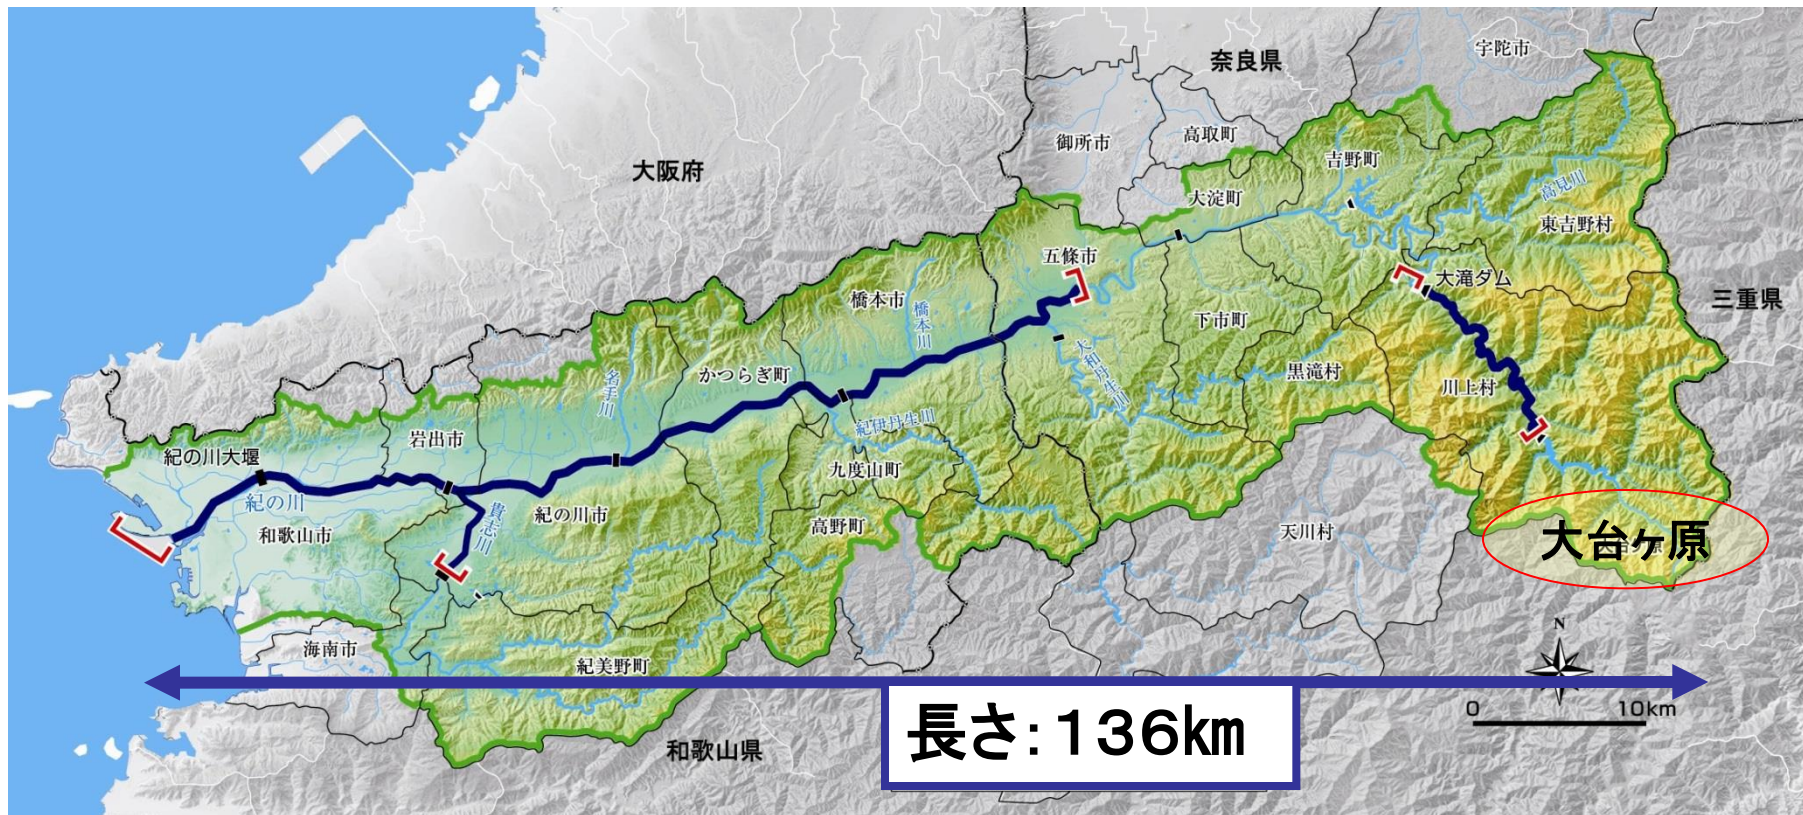 宇陀市
奈良県
御所市
高取町
吉野町
大阪府
高見川
大淀町
東吉野村
五條市
大滝ダム
三重県
橋本市
橋本川
下市町
大和丹生川
黒滝村
かつらぎ町
名手川
川上村
紀伊丹生川
岩出市
紀の川大堰
九度山町
紀の川
貴志川
紀の川市
高野町
和歌山市
天川村
大台ヶ原
海南市
紀美野町
N
0 10km
長さ:136km
和歌山県